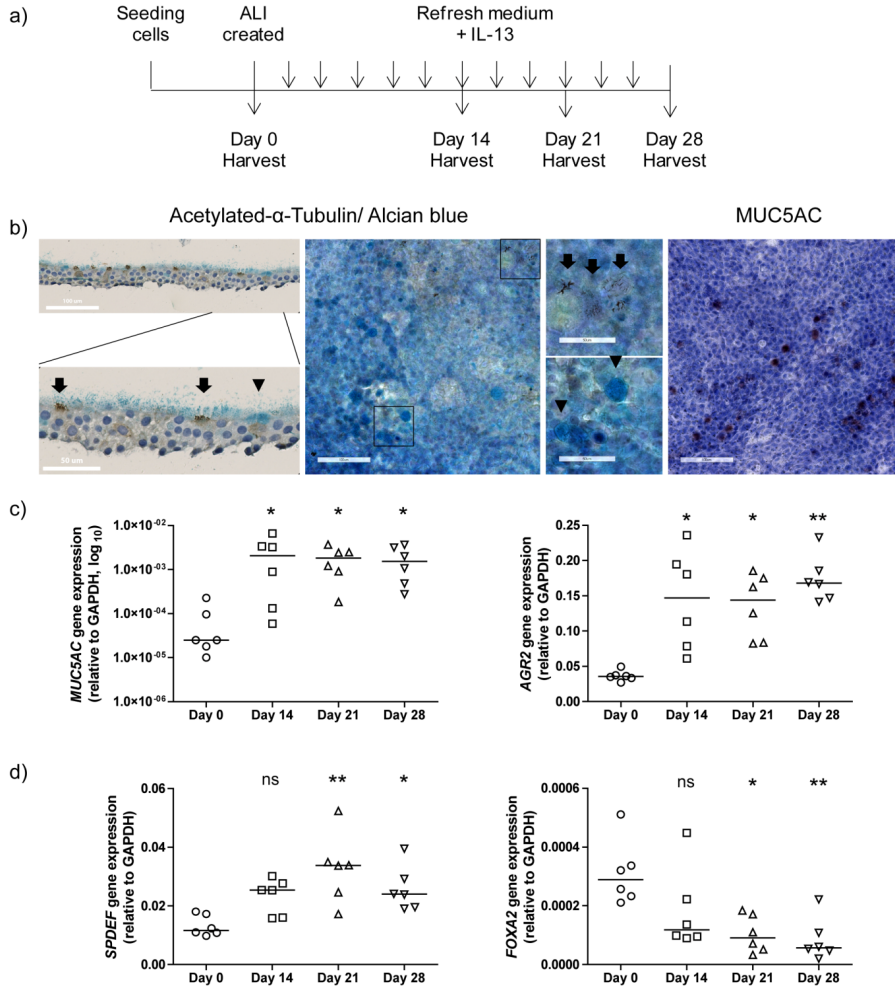 a)
Seeding
cells
ALI
created
Refresh medium
+ IL-13
Day 0
Harvest
Day 14
Harvest
Day 21
Harvest
Day 28
Harvest
b)
Acetylated-α-Tubulin/ Alcian blue
MUC5AC
100 um
50 um
c)
MUC5AC gene expression
(relative to GAPDH, log10)
1.0×10-02
1.0×10-03
1.0×10-04
1.0×10-05
1.0×10-06
* * *
Day 0 Day 14 Day 21 Day 28
AGR2 gene expression
(relative to GAPDH)
0.25
0.20
0.15
0.10
0.05
0.00
* * **
Day 0 Day 14 Day 21 Day 28
d)
SPDEF gene expression
(relative to GAPDH)
0.06
0.04
0.02
0.00
ns ** *
Day 0 Day 14 Day 21 Day 28
FOXA2 gene expression
(relative to GAPDH)
0.0006
0.0004
0.0002
0.0000
ns * **
Day 0 Day 14 Day 21 Day 28